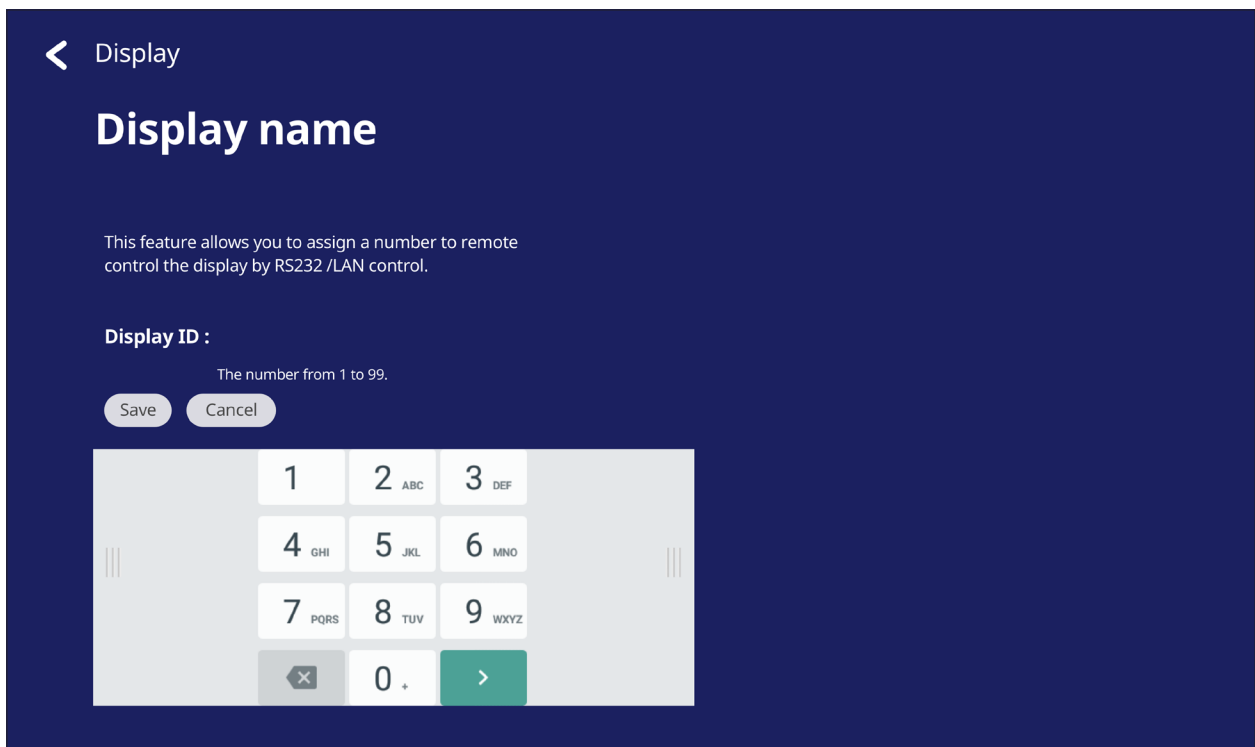 Display
Display name
This feature allows you to assign a number to remote
control the display by RS232 /LAN control.
Display ID :
The number from 1 to 99.
Save Cancel
1 2 ABC 3 DEF
4 GHI 5 JKL 6 MNO
7 PQRS 8 TUV 9 WXYZ
0 +